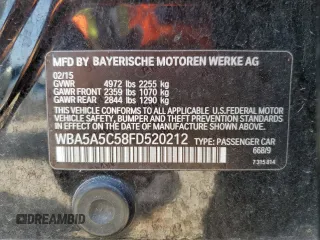 MFD BY BAYERISCHE MOTOREN WERKE AG
02/15
GVWR 4972 lbs 2255 kg
GAWR FRONT 2359 lbs 1070 kg
GAWR REAR 2844 lbs 1290 kg
THIS VEHICLE CONFORMS TO ALL APPLICABLE
U.S. FEDERAL MOTOR VEHICLE SAFETY, BUMPER,
AND THEFT PREVENTION STANDARDS IN EFFECT
ON THE DATE OF MANUFACTURE SHOWN ABOVE.
WBA5A5C58FD520212
TYPE: PASSENGER CAR
668/9
7 315 014
DREAMBID